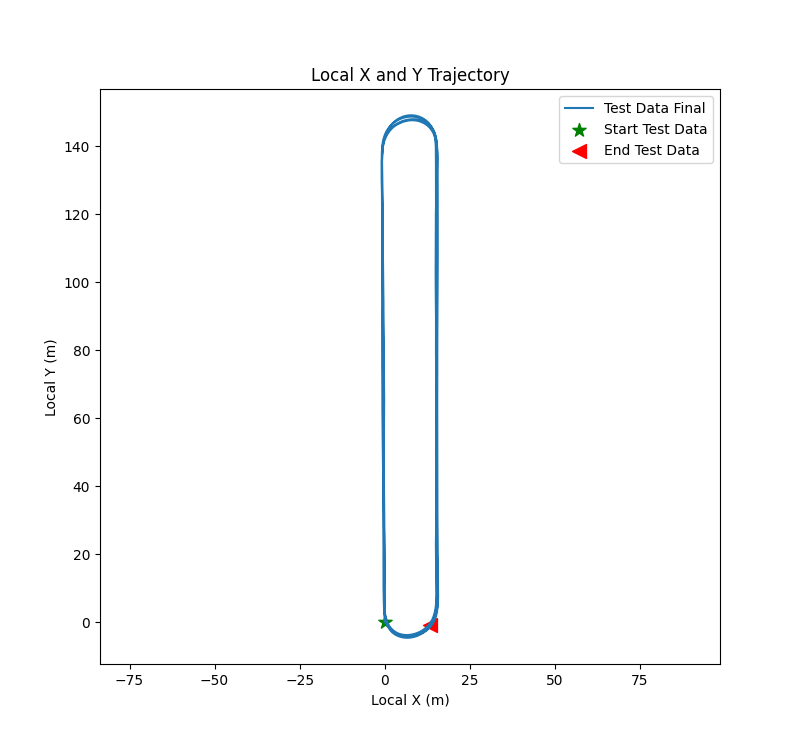 Local X and Y Trajectory
Test Data Final
Start Test Data
End Test Data
140
120
100
80
60
40
20
0
Local Y (m)
−75 −50 −25 0 25 50 75
Local X (m)